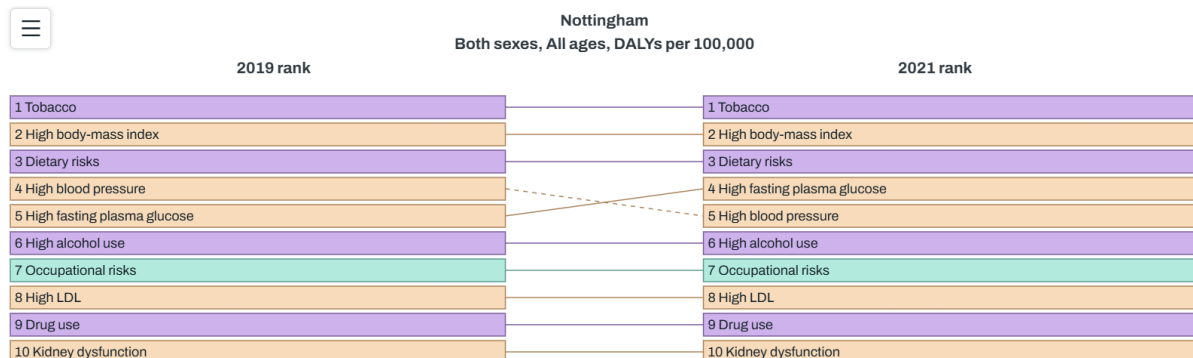 Nottingham
Both sexes, All ages, DALYs per 100,000
2019 rank
2021 rank
1 Tobacco
2 High body-mass index
3 Dietary risks
4 High blood pressure
5 High fasting plasma glucose
6 High alcohol use
7 Occupational risks
8 High LDL
9 Drug use
10 Kidney dysfunction
1 Tobacco
2 High body-mass index
3 Dietary risks
4 High fasting plasma glucose
5 High blood pressure
6 High alcohol use
7 Occupational risks
8 High LDL
9 Drug use
10 Kidney dysfunction